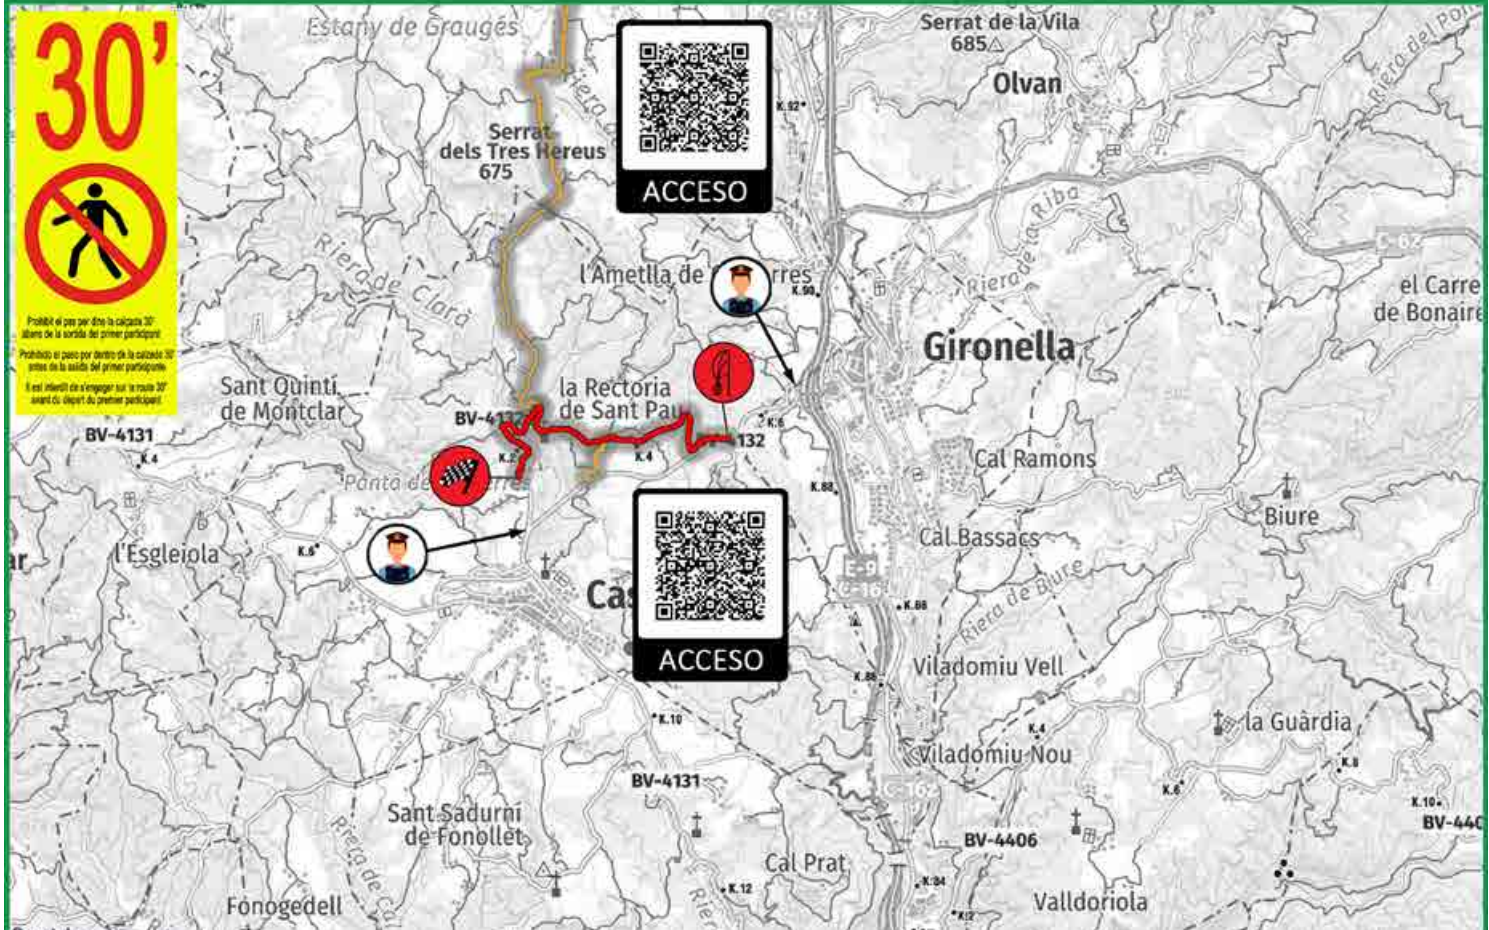 30'
Prohibit el pas per dins la calçada 30'
abans de la sortida del primer participant
Prohibido el paso por dentro de la calzada 30'
antes de la salida del primer participante
Il est interdit de s'engager sur la route 30'
avant du départ du premier participant
Estany de Graugés
Serrat de la Vila
685
Olvan
K.92
Serrat
dels Tres Hereus
675
ACCESO
Riera de la Riba
C-62
Riera de Clarà
l'Ametlla de
rres
K.90
el Carre
de Bonaire
Gironella
Sant Quintí
de Montclar
la Rectoria
de Sant Pau
BV-4132
K.6
132
BV-4131
K.4
K.2
K.4
Cal Ramons
K.88
Biure
Cal Bassacs
l'Esgleiola
K.6
E-9
C-16
Riera de Biure
Cas
ACCESO
K.86
Viladomiu Vell
K.10
la Guàrdia
K.4
Viladomiu Nou
BV-4131
C-16z
K.8
K.6
K.10
BV-440
Sant Sadurní
de Fonollet
BV-4406
Cal Prat
K.84
K.12
K.2
Fonogedell
Valldoriola